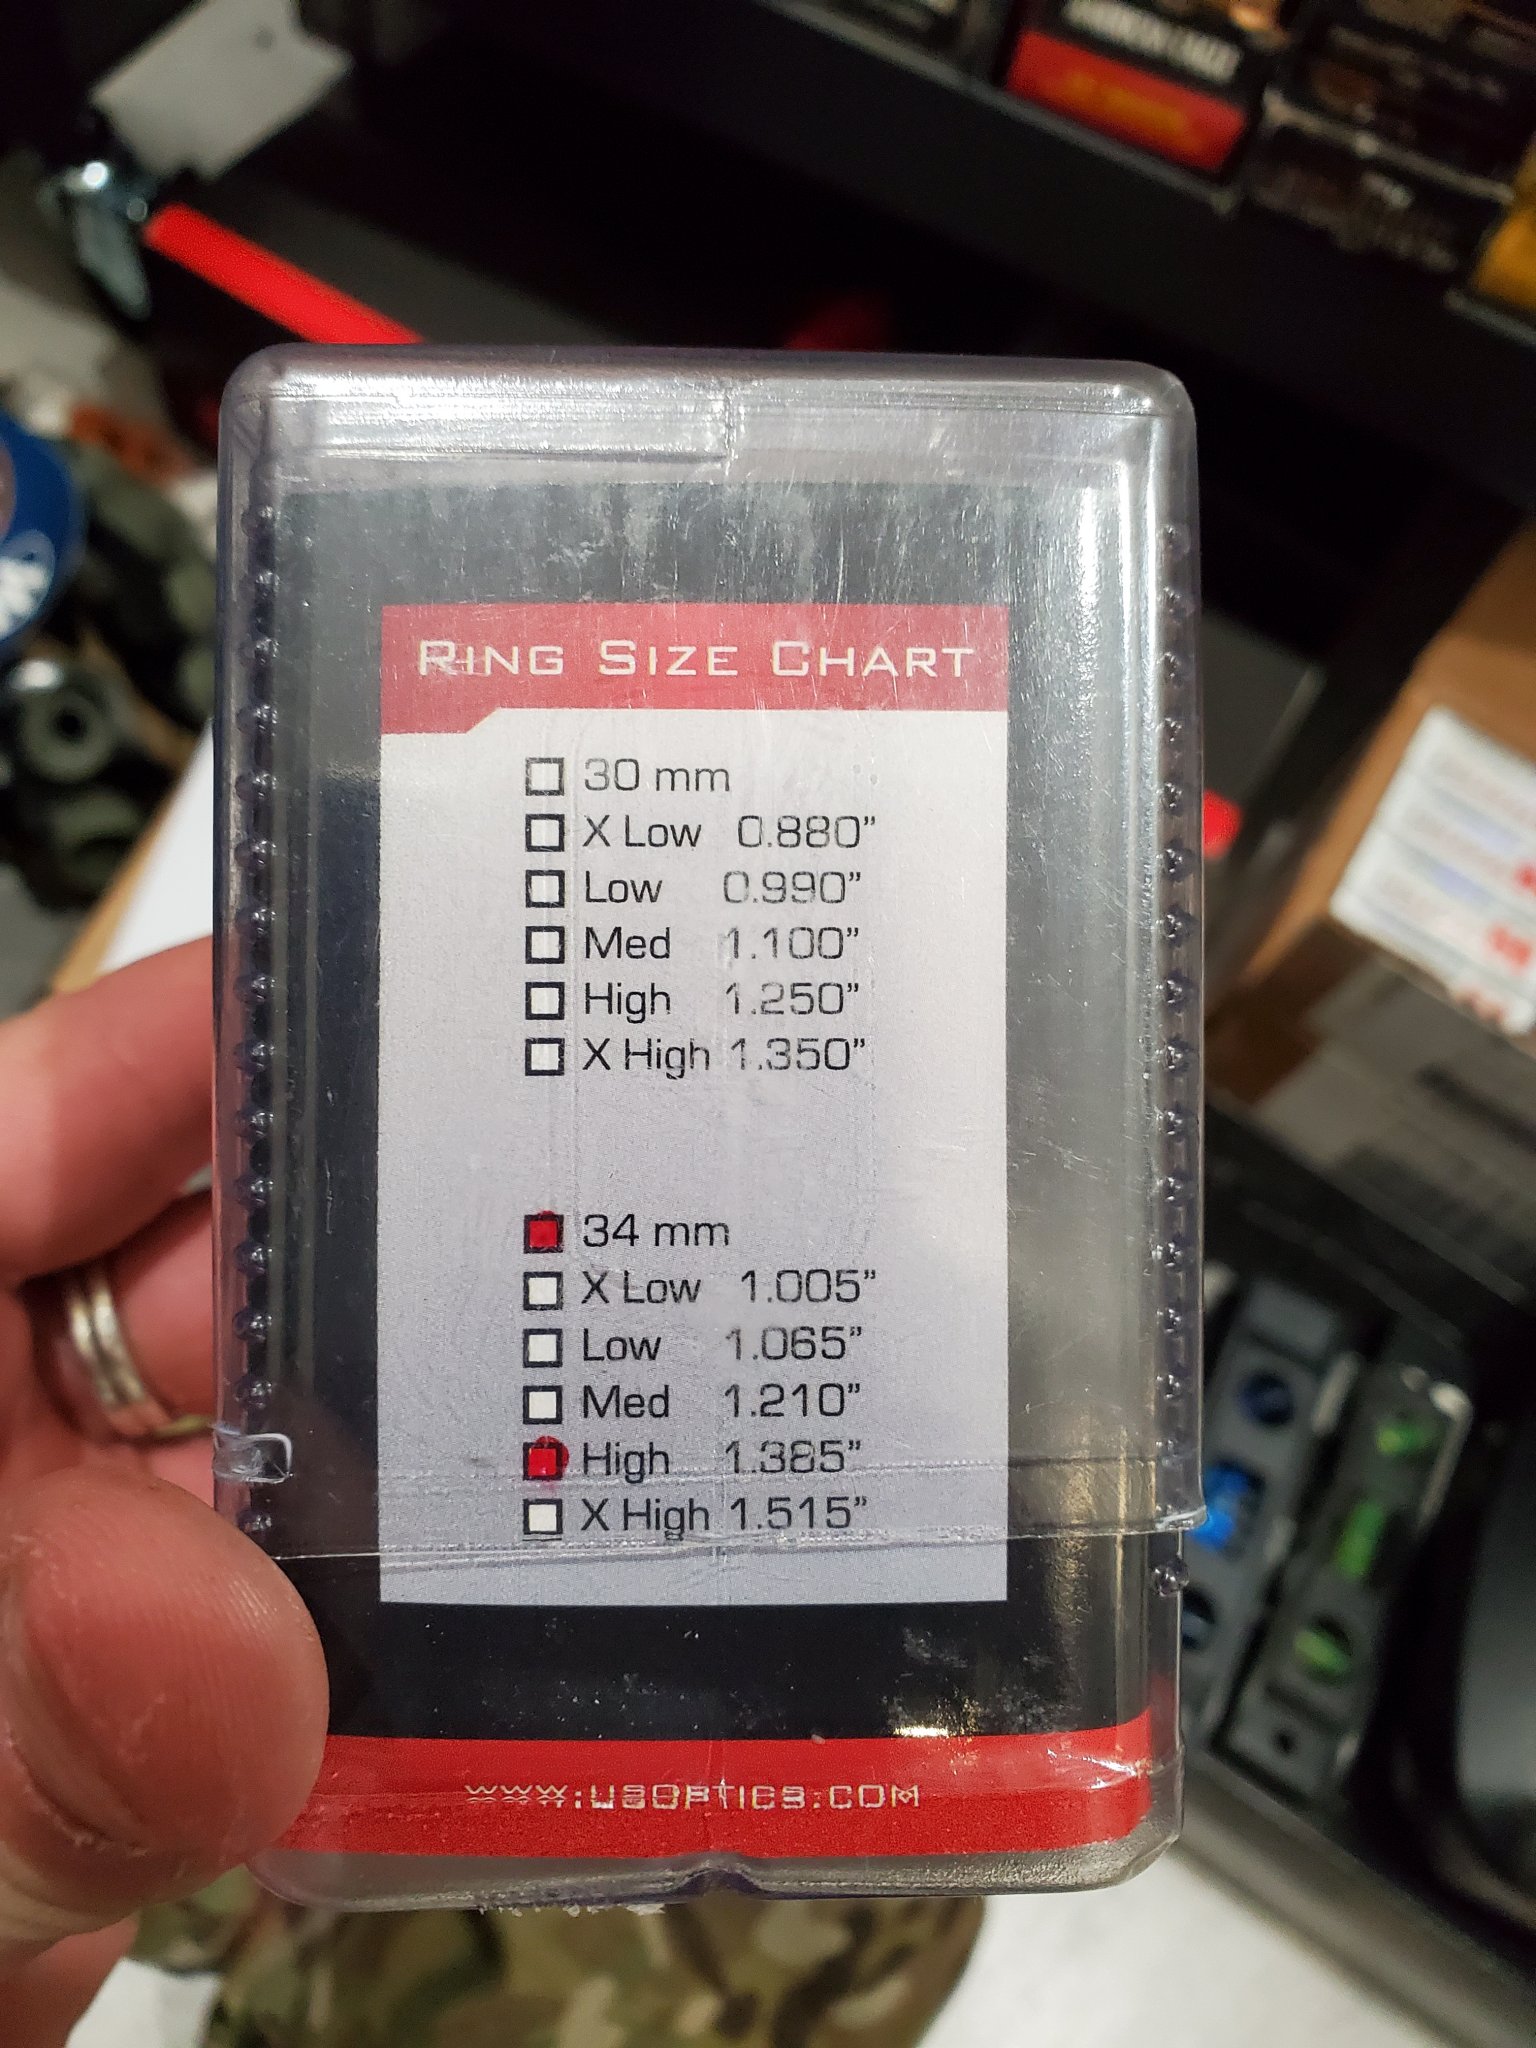 RING SIZE CHART
30 mm
X Low 0.880”
Low 0.990”
Med 1.100”
High 1.250”
X High 1.350”
34 mm
X Low 1.005”
Low 1.065”
Med 1.210”
High 1.385”
X High 1.515”
WWW.USOPTICS.COM